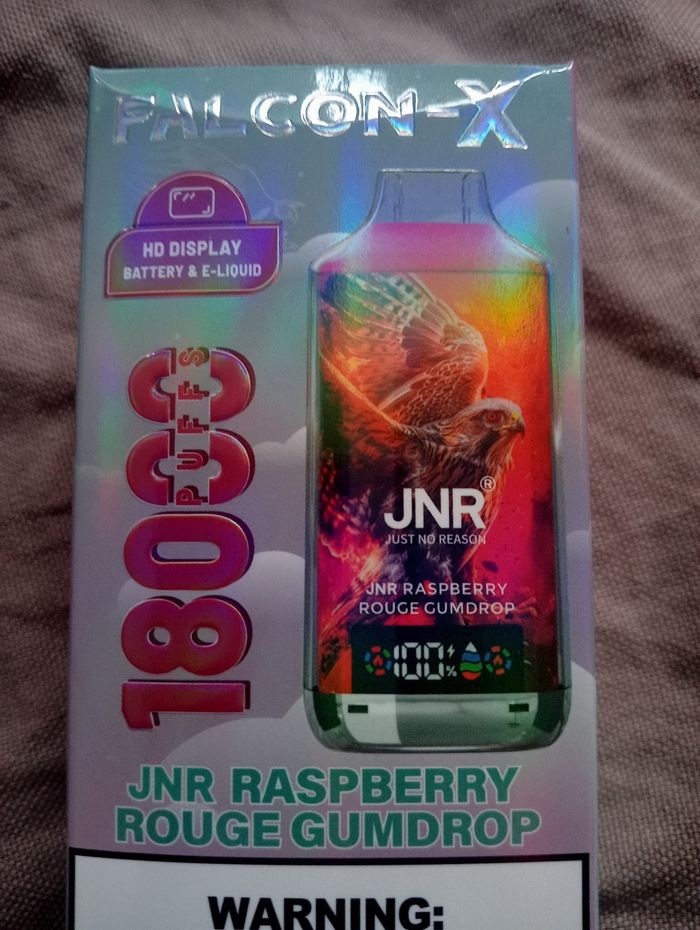 FALCON-X
HD DISPLAY
BATTERY & E-LIQUID
18000
PUFFS
JNR®
JUST NO REASON
JNR RASPBERRY
ROUGE GUMDROP
100%
JNR RASPBERRY
ROUGE GUMDROP
WARNING: